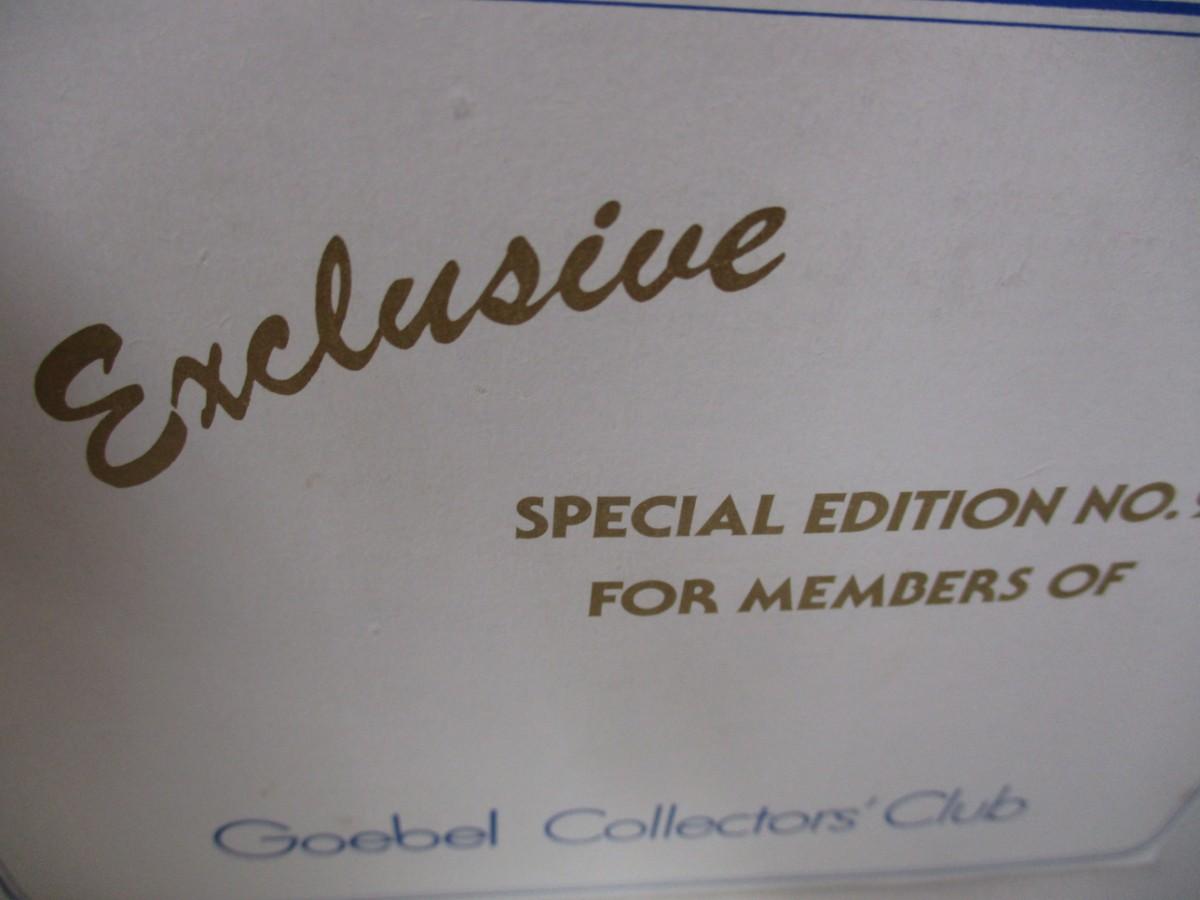 Exclusive
SPECIAL EDITION NO.
FOR MEMBERS OF
Goebel Collectors' Club